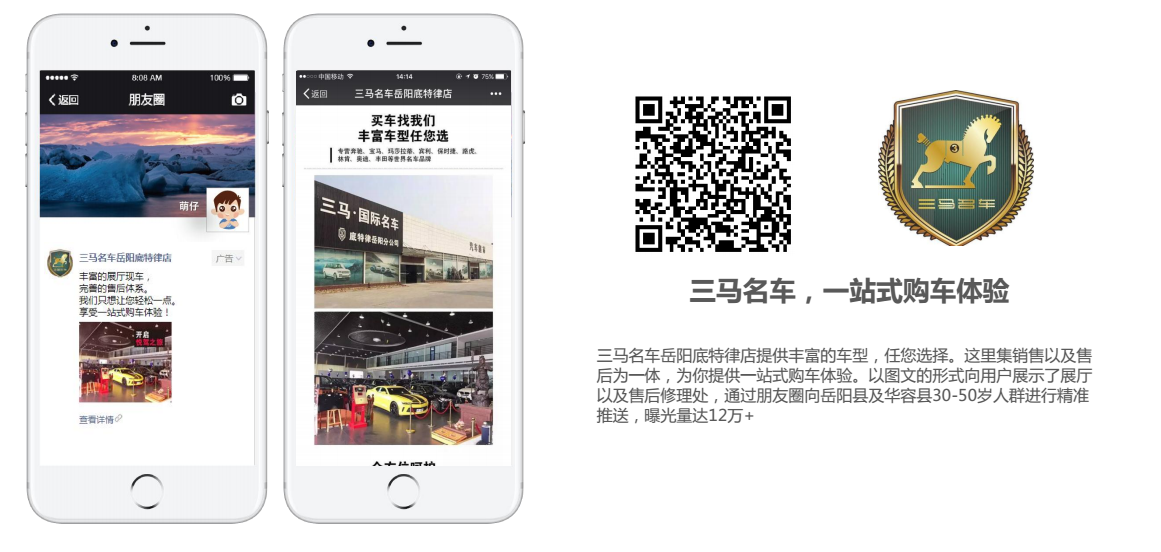 8:08 AM
100%
返回
朋友圈
萌仔
三马名车岳阳底特律店
广告
丰富的展厅现车，
完善的售后体系。
我们只想让您轻松一点。
享受一站式购车体验！
开启
悦驾之旅
查看详情
中国移动
14:14
75%
返回
三马名车岳阳底特律店
买车找我们
丰富车型任您选
专营奔驰、宝马、玛莎拉蒂、宾利、保时捷、路虎、
林肯、奥迪、丰田等世界名车品牌
三马·国际名车
底特律岳阳分公司
3
三马名车
三马名车，一站式购车体验
三马名车岳阳底特律店提供丰富的车型，任您选择。这里集销售以及售
后为一体，为你提供一站式购车体验。以图文的形式向用户展示了展厅
以及售后修理处，通过朋友圈向岳阳县及华容县30-50岁人群进行精准
推送，曝光量达12万+